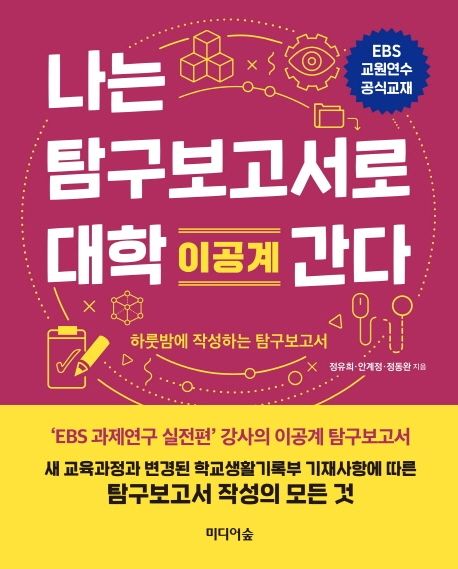 EBS
교원연수
공식교재
나는
탐구보고서로
대학 이공계 간다
하룻밤에 작성하는 탐구보고서
정유희·안계정·정동완 지음
‘EBS 과제연구 실전편’ 강사의 이공계 탐구보고서
새 교육과정과 변경된 학교생활기록부 기재사항에 따른
탐구보고서 작성의 모든 것
미디어숲